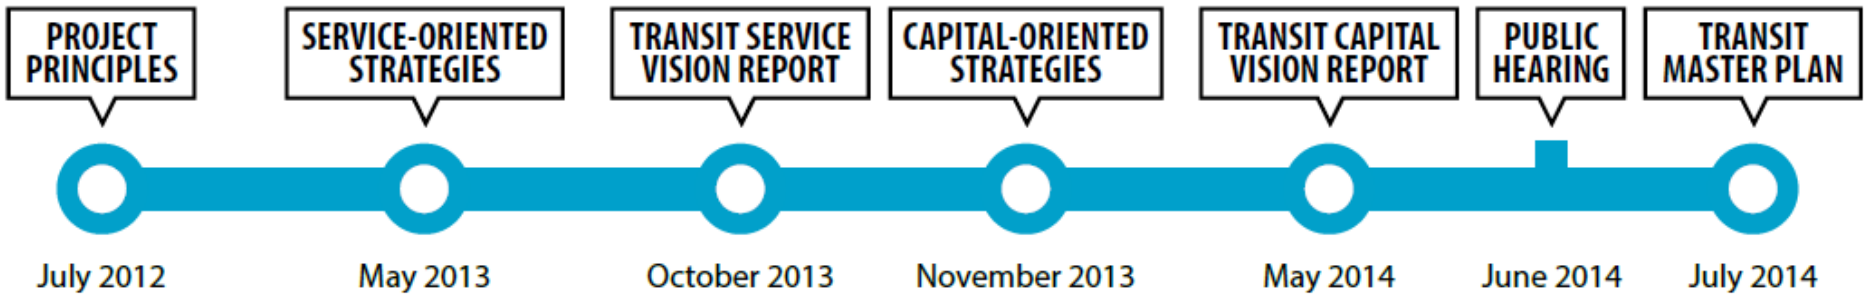 PROJECT
PRINCIPLES
SERVICE-ORIENTED
STRATEGIES
TRANSIT SERVICE
VISION REPORT
CAPITAL-ORIENTED
STRATEGIES
TRANSIT CAPITAL
VISION REPORT
PUBLIC
HEARING
TRANSIT
MASTER PLAN
July 2012
May 2013
October 2013
November 2013
May 2014
June 2014
July 2014